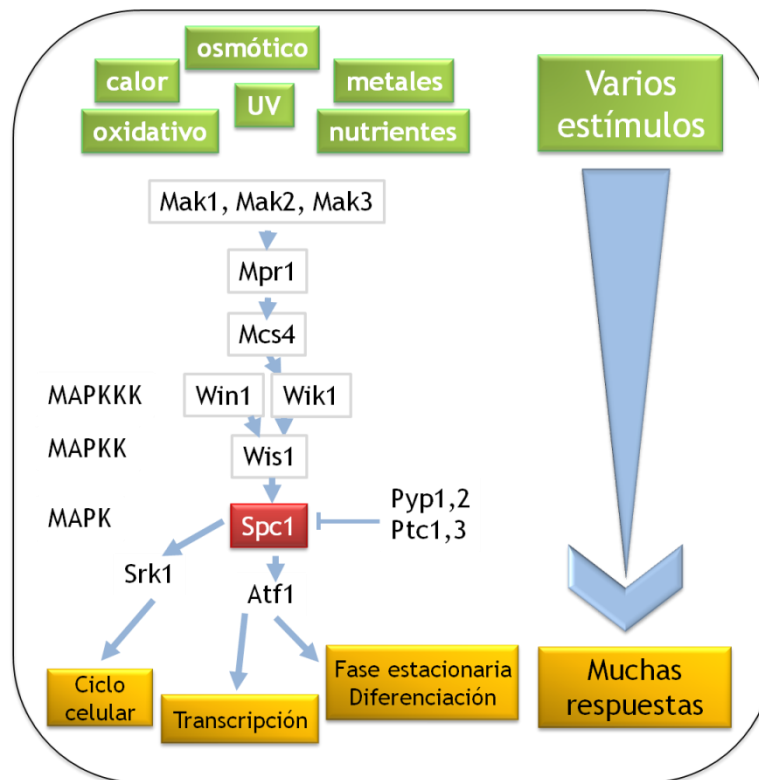 osmótico
calor
metales
UV
oxidativo
nutrientes
Varios
estímulos
Mak1, Mak2, Mak3
Mpr1
Mcs4
MAPKKK
Win1
Wik1
MAPKK
Wis1
MAPK
Spc1
Pyp1,2
Ptc1,3
Srk1
Atf1
Ciclo
celular
Transcripción
Fase estacionaria
Diferenciación
Muchas
respuestas